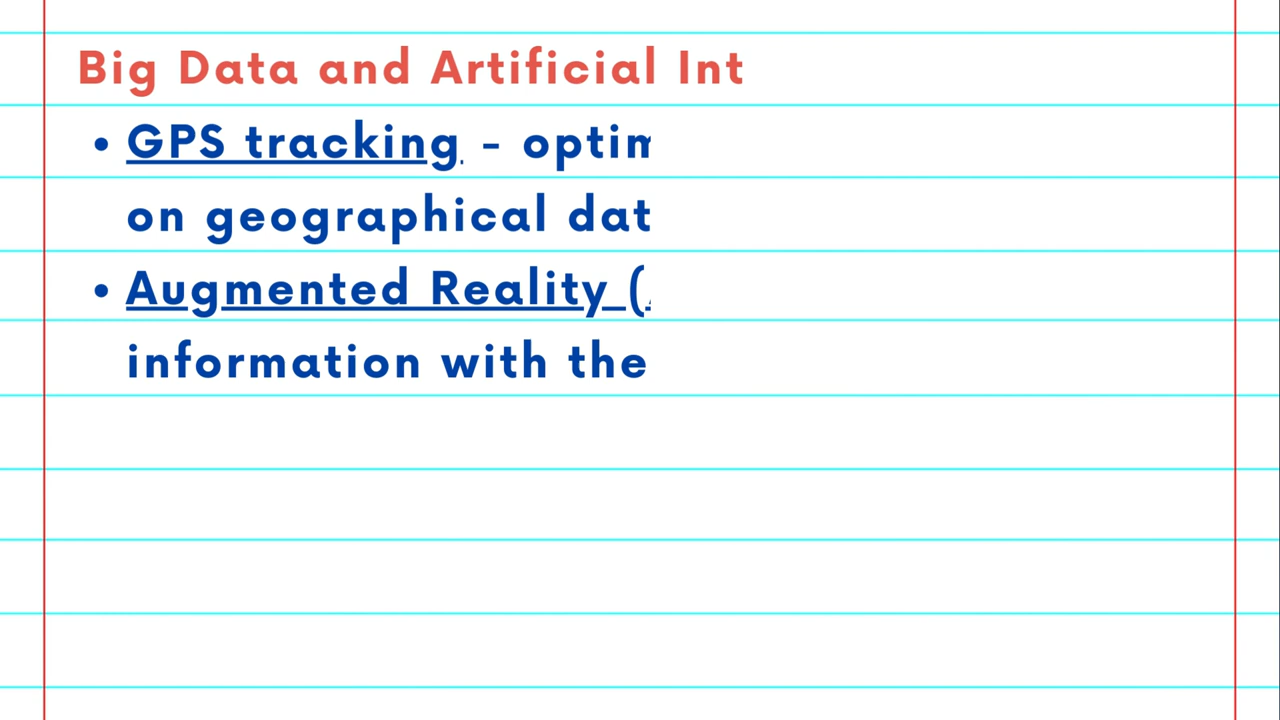 Big Data and Artificial Int
• GPS tracking - optim
on geographical dat
• Augmented Reality (
information with the